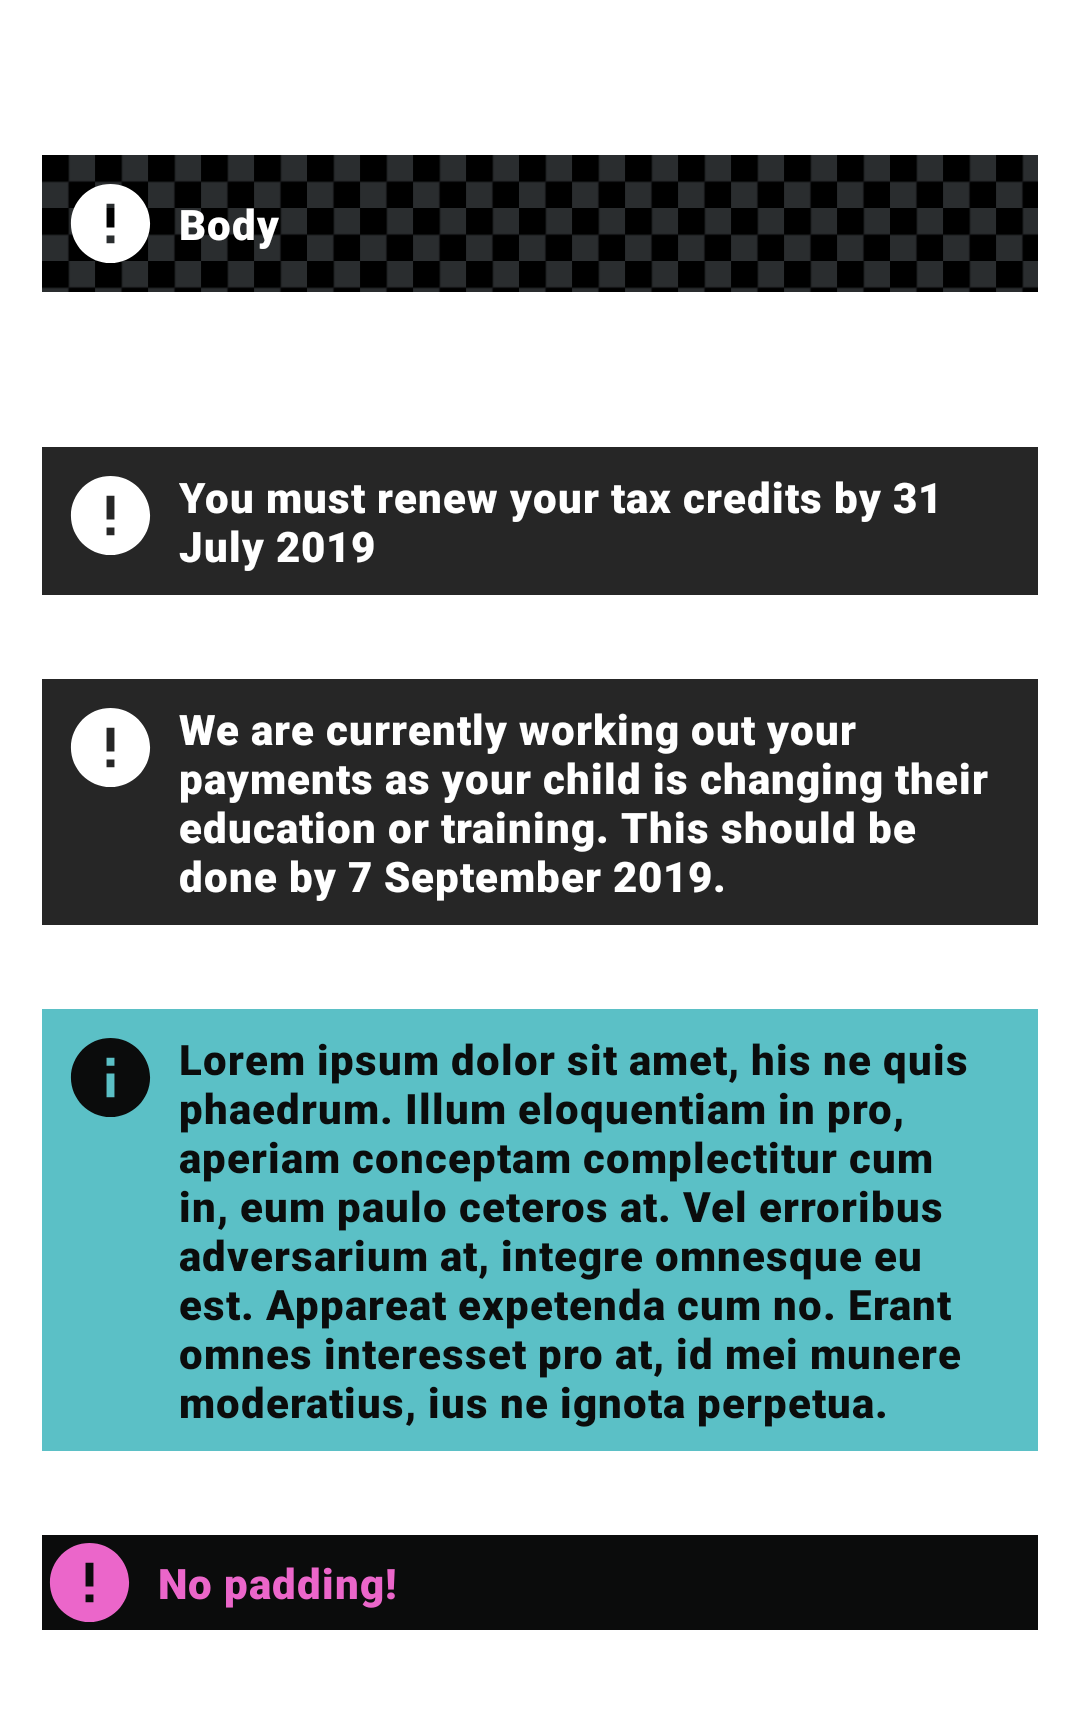 Body
You must renew your tax credits by 31
July 2019
We are currently working out your
payments as your child is changing their
education or training. This should be
done by 7 September 2019.
Lorem ipsum dolor sit amet, his ne quis
phaedrum. Illum eloquentiam in pro,
aperiam conceptam complectitur cum
in, eum paulo ceteros at. Vel erroribus
adversarium at, integre omnesque eu
est. Appareat expetenda cum no. Erant
omnes interesset pro at, id mei munere
moderatius, ius ne ignota perpetua.
No padding!